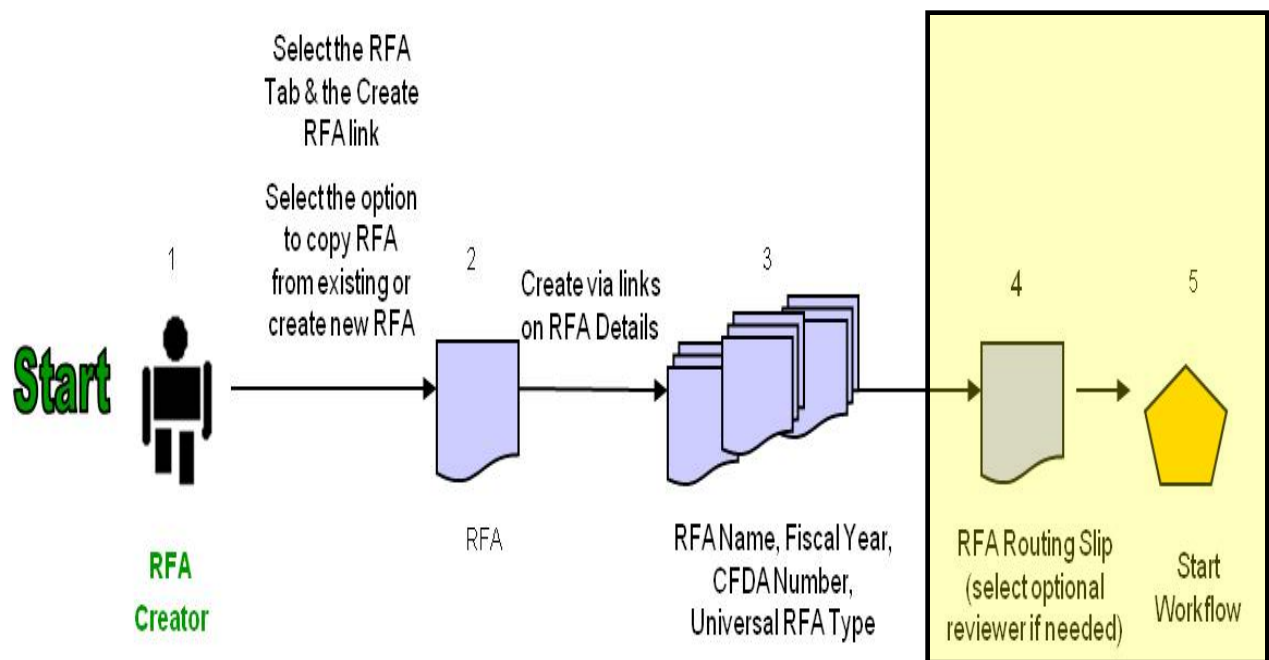 Select the RFA
Tab & the Create
RFA link
Select the option
to copy RFA
from existing or
create new RFA
1
2
Create via links
on RFA Details
3
4
5
Start
RFA
Creator
RFA
RFA Name, Fiscal Year,
CFDA Number,
Universal RFA Type
RFA Routing Slip
(select optional
reviewer if needed)
Start
Workflow